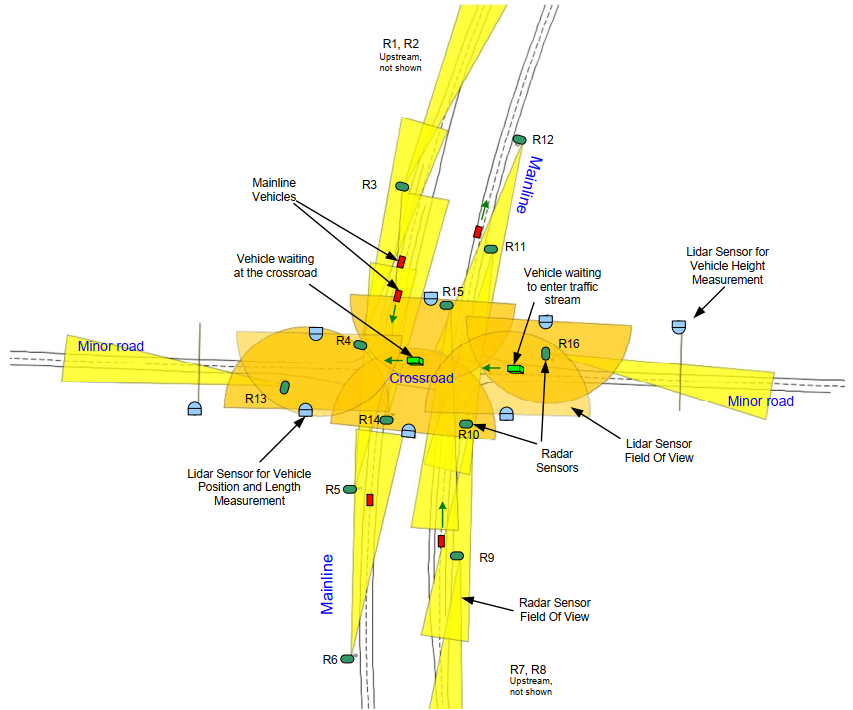 R1, R2
Upstream,
not shown
R12
Mainline
R3
Mainline
Vehicles
R11
Vehicle waiting
at the crossroad
Vehicle waiting
to enter traffic
stream
Lidar Sensor for
Vehicle Height
Measurement
R15
R4
R16
Minor road
Crossroad
R13
Minor road
R14
R10
Radar
Sensors
Lidar Sensor
Field Of View
Lidar Sensor for Vehicle
Position and Length
Measurement
R5
R9
Mainline
Radar Sensor
Field Of View
R6
R7, R8
Upstream,
not shown